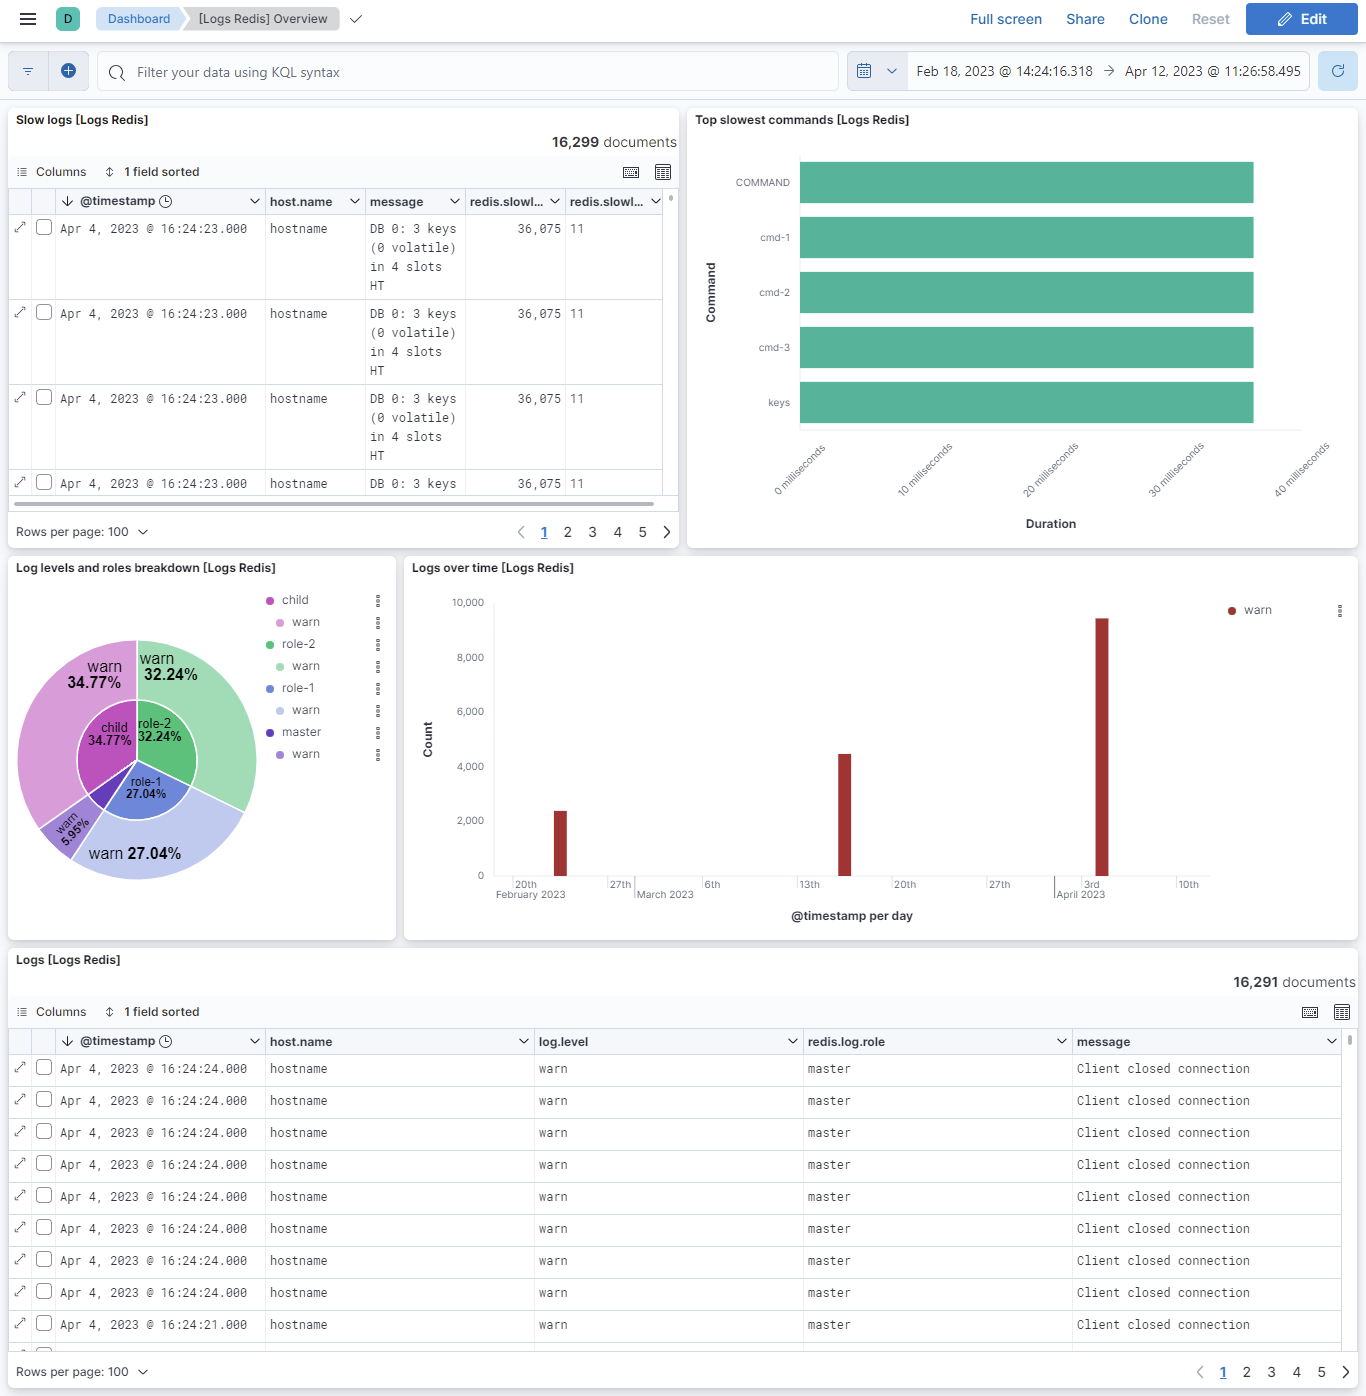 D
Dashboard
[Logs Redis] Overview
Full screen
Share
Clone
Reset
Edit
Filter your data using KQL syntax
Feb 18, 2023 @ 14:24:16.318 → Apr 12, 2023 @ 11:26:58.495
Slow logs [Logs Redis]
16,299 documents
Columns
1 field sorted
@timestamp host.name message redis.slowl... redis.slowl...
Apr 4, 2023 @ 16:24:23.000 hostname DB 0: 3 keys 36,075 11
(0 volatile)
in 4 slots
HT
Apr 4, 2023 @ 16:24:23.000 hostname DB 0: 3 keys 36,075 11
(0 volatile)
in 4 slots
HT
Apr 4, 2023 @ 16:24:23.000 hostname DB 0: 3 keys 36,075 11
(0 volatile)
in 4 slots
HT
Apr 4, 2023 @ 16:24:23.000 hostname DB 0: 3 keys 36,075 11
Rows per page: 100
1 2 3 4 5
Top slowest commands [Logs Redis]
Command
COMMAND
cmd-1
cmd-2
cmd-3
keys
0 milliseconds
10 milliseconds
20 milliseconds
30 milliseconds
40 milliseconds
Duration
Log levels and roles breakdown [Logs Redis]
warn
34.77%
warn
32.24%
child
34.77%
role-2
32.24%
role-1
27.04%
warn
5.95%
warn 27.04%
child
warn
role-2
warn
role-1
warn
master
warn
Logs over time [Logs Redis]
Count
10,000
8,000
6,000
4,000
2,000
0
20th 27th 6th 13th 20th 27th 3rd 10th
February 2023 March 2023 April 2023
@timestamp per day
warn
Logs [Logs Redis]
16,291 documents
Columns
1 field sorted
@timestamp host.name log.level redis.log.role message
Apr 4, 2023 @ 16:24:24.000 hostname warn master Client closed connection
Apr 4, 2023 @ 16:24:24.000 hostname warn master Client closed connection
Apr 4, 2023 @ 16:24:24.000 hostname warn master Client closed connection
Apr 4, 2023 @ 16:24:24.000 hostname warn master Client closed connection
Apr 4, 2023 @ 16:24:24.000 hostname warn master Client closed connection
Apr 4, 2023 @ 16:24:24.000 hostname warn master Client closed connection
Apr 4, 2023 @ 16:24:24.000 hostname warn master Client closed connection
Apr 4, 2023 @ 16:24:24.000 hostname warn master Client closed connection
Apr 4, 2023 @ 16:24:21.000 hostname warn master Client closed connection
Rows per page: 100
1 2 3 4 5